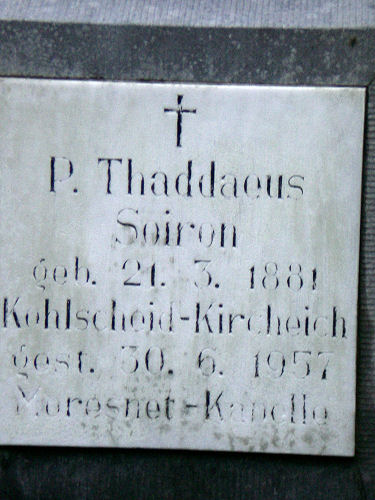 P. Thaddaeus
Soiron
geb. 21. 3. 1881
Kohlscheid-Kircheich
gest. 30. 6. 1957
Moresnet-Kapelle